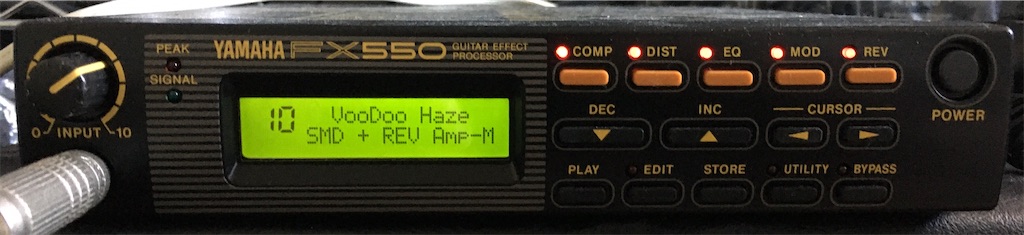 PEAK
SIGNAL
0 INPUT 10
YAMAHA FX550 GUITAR EFFECT PROCESSOR
10 VooDoo Haze
SMD + REV Amp-M
COMP DIST EQ MOD REV
DEC INC CURSOR
PLAY EDIT STORE UTILITY BYPASS
POWER